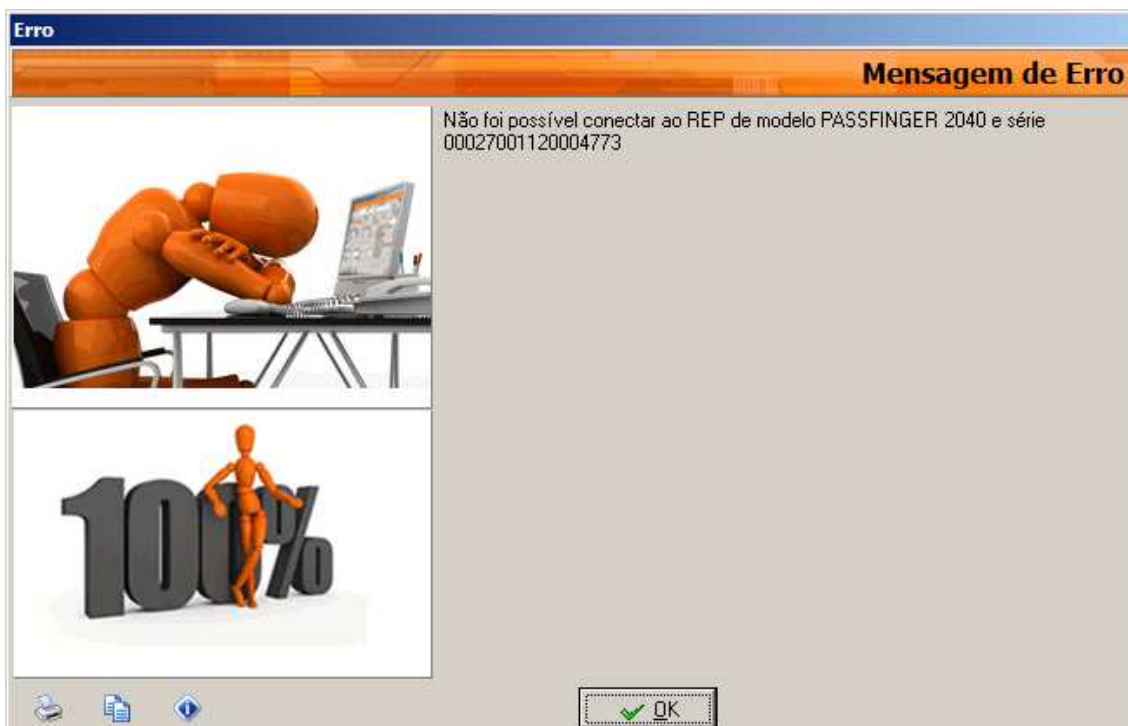 Erro
Mensagem de Erro
Não foi possível conectar ao REP de modelo PASSFINGER 2040 e série
00027001120004773
100%
OK